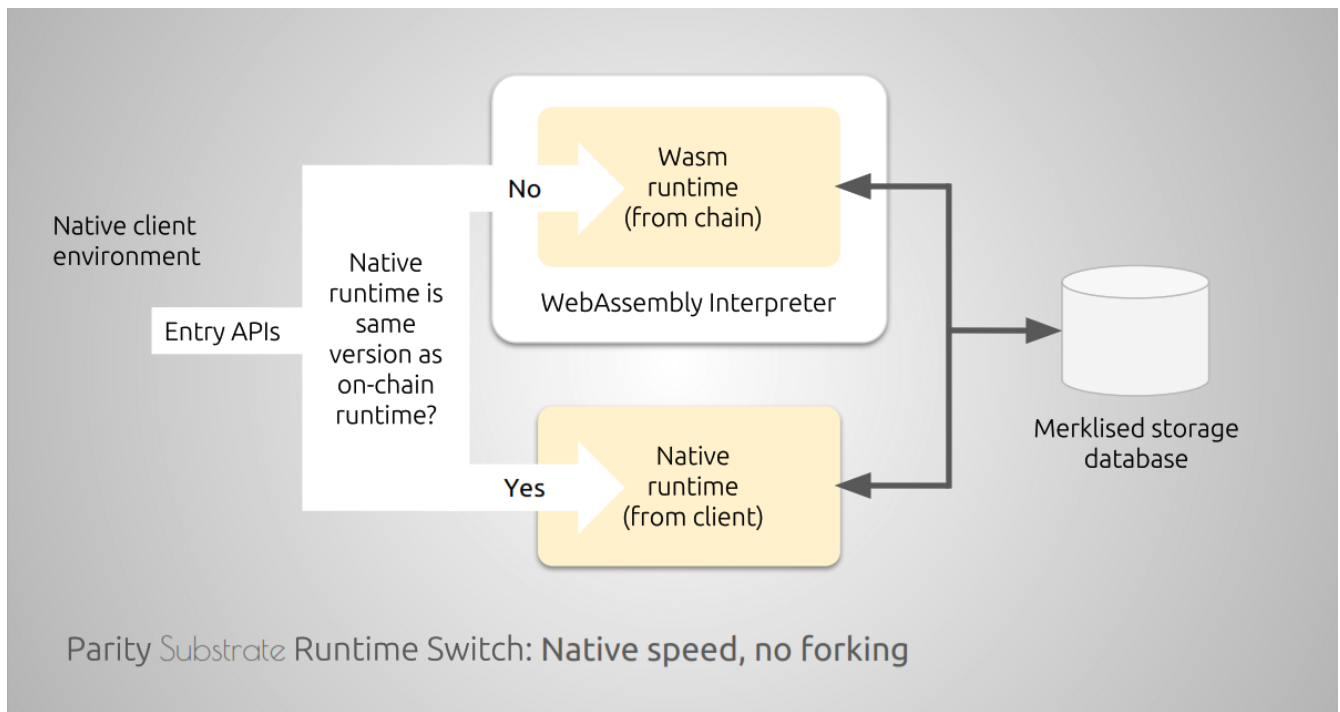 Native client
environment
Entry APIs
Native
runtime is
same
version as
on-chain
runtime?
No
Wasm
runtime
(from chain)
WebAssembly Interpreter
Yes
Native
runtime
(from client)
Merklised storage
database
Parity Substrate Runtime Switch: Native speed, no forking